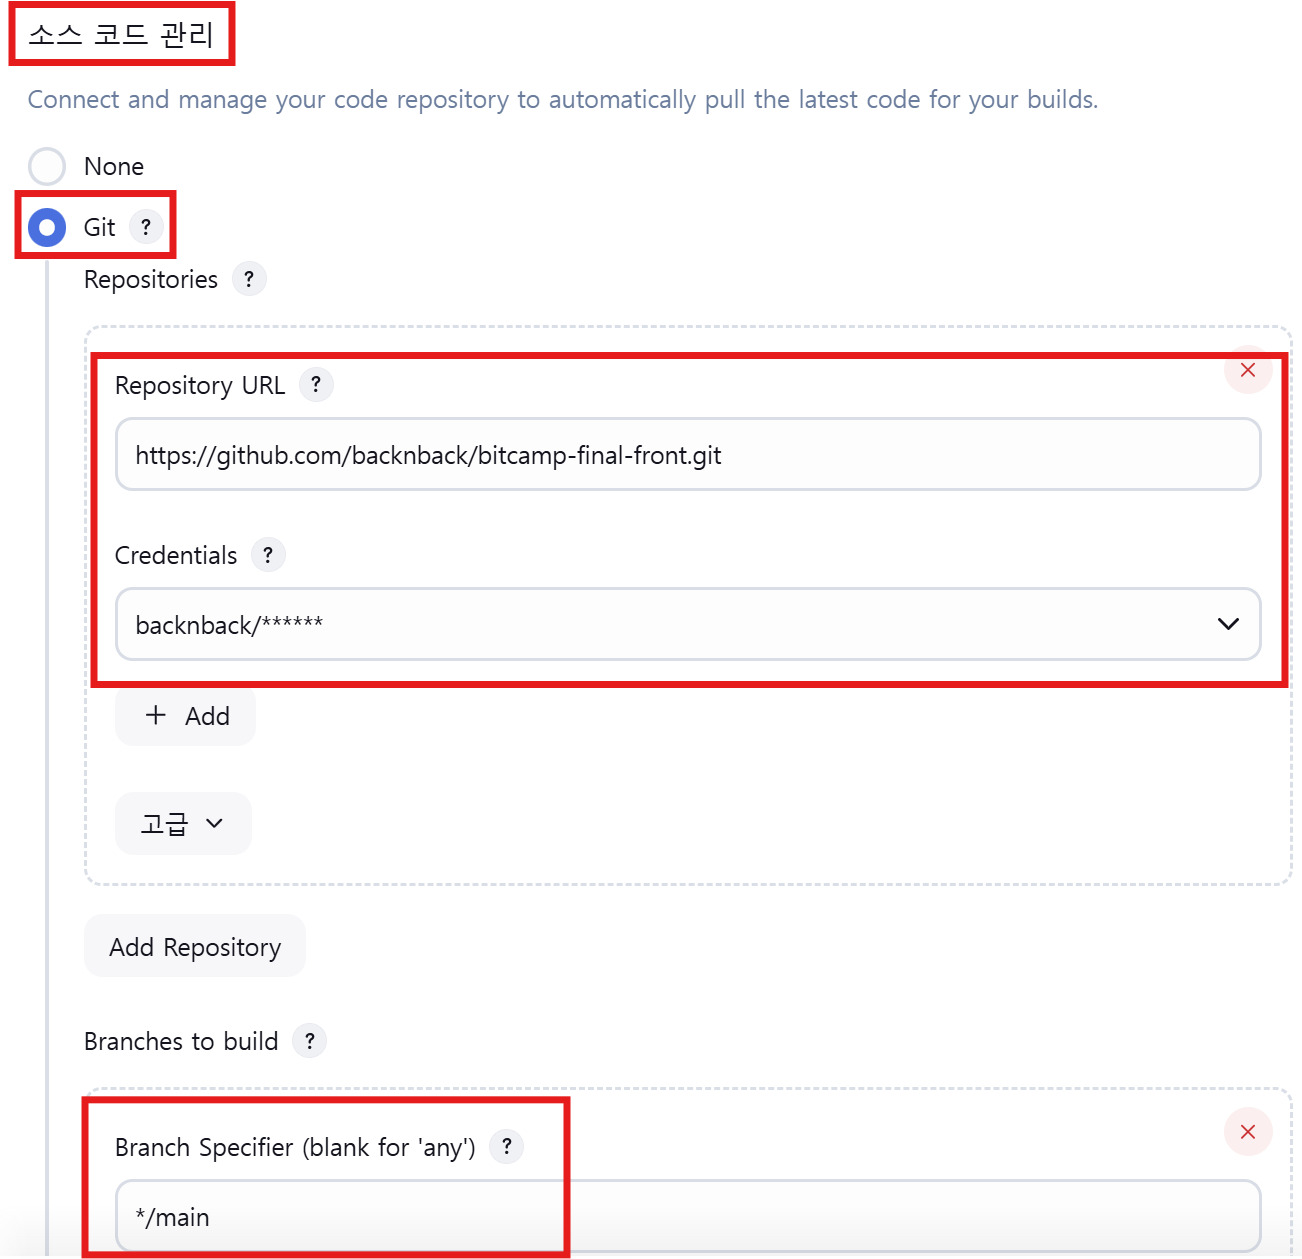 소스 코드 관리
Connect and manage your code repository to automatically pull the latest code for your builds.
None
Git ?
Repositories ?
Repository URL ?
https://github.com/backnback/bitcamp-final-front.git
Credentials ?
backnback/******
+ Add
고급
Add Repository
Branches to build ?
Branch Specifier (blank for 'any') ?
*/main